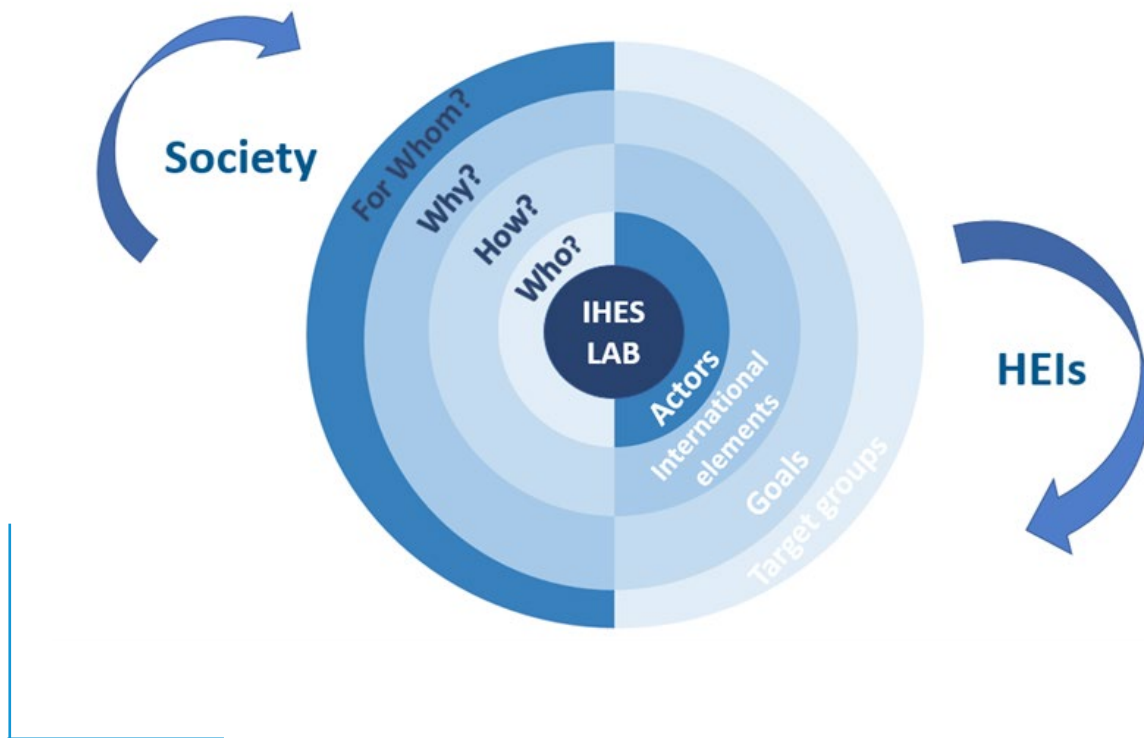 Society
For Whom?
Why?
How?
Who?
IHES
LAB
Actors
International
elements
Goals
Target groups
HEIs